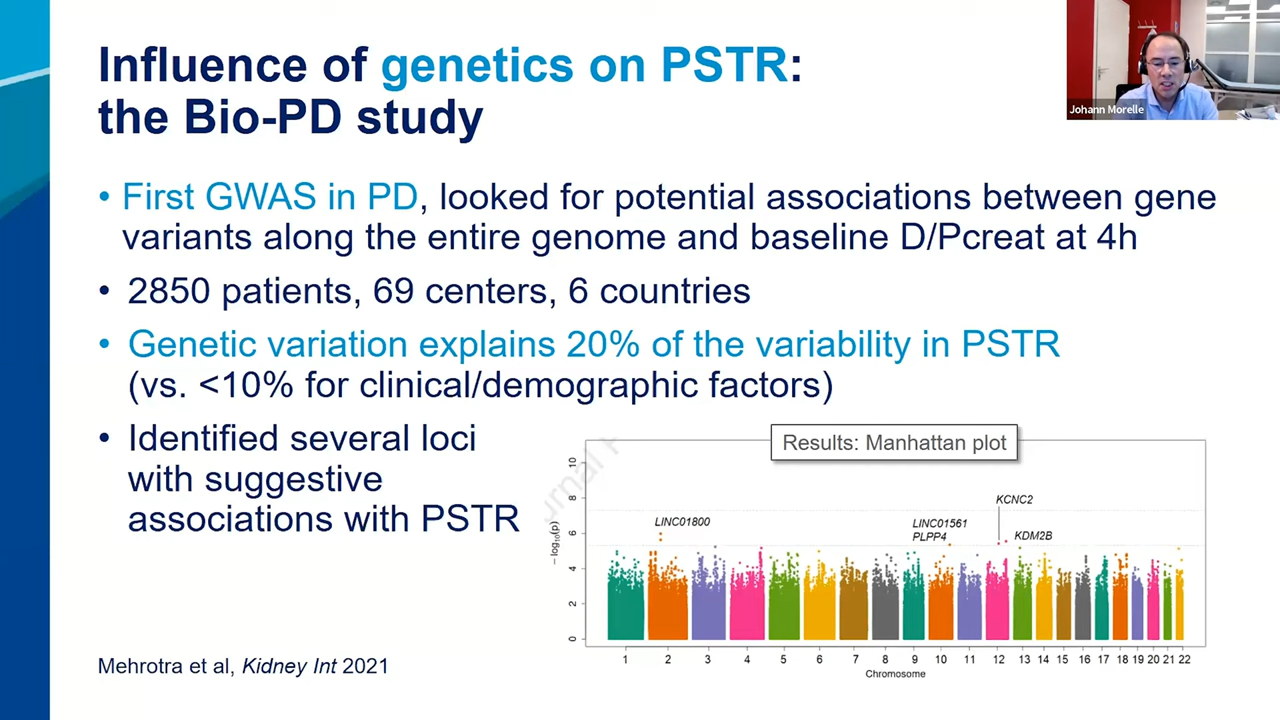 Influence of genetics on PSTR:
the Bio-PD study
Johann Morelle
• First GWAS in PD, looked for potential associations between gene
variants along the entire genome and baseline D/Pcreat at 4h
• 2850 patients, 69 centers, 6 countries
• Genetic variation explains 20% of the variability in PSTR
(vs. <10% for clinical/demographic factors)
• Identified several loci
with suggestive
associations with PSTR
Results: Manhattan plot
urnal
10
8
6
4
2
0
− log10(p)
LINC01800
LINC01561
PLPP4
KCNC2
KDM2B
1 2 3 4 5 6 7 8 9 10 11 12 13 14 15 16 17 18 19 20 21 22
Chromosome
Mehrotra et al, Kidney Int 2021